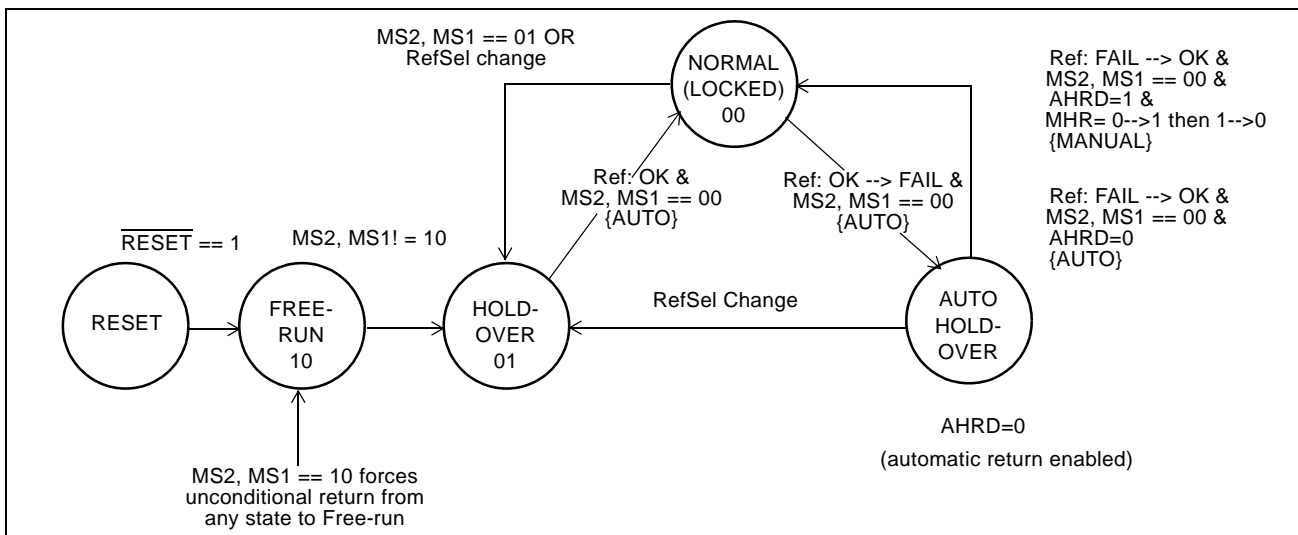 MS2, MS1 == 01 OR
RefSel change
NORMAL
(LOCKED)
00
Ref: FAIL --> OK &
MS2, MS1 == 00 &
AHRD=1 &
MHR= 0-->1 then 1-->0
{MANUAL}
Ref: OK &
MS2, MS1 == 00
{AUTO}
Ref: OK --> FAIL &
MS2, MS1 == 00
{AUTO}
Ref: FAIL --> OK &
MS2, MS1 == 00 &
AHRD=0
{AUTO}
RESET == 1
MS2, MS1! = 10
RESET
FREE-
RUN
10
HOLD-
OVER
01
RefSel Change
AUTO
HOLD-
OVER
AHRD=0
(automatic return enabled)
MS2, MS1 == 10 forces
unconditional return from
any state to Free-run